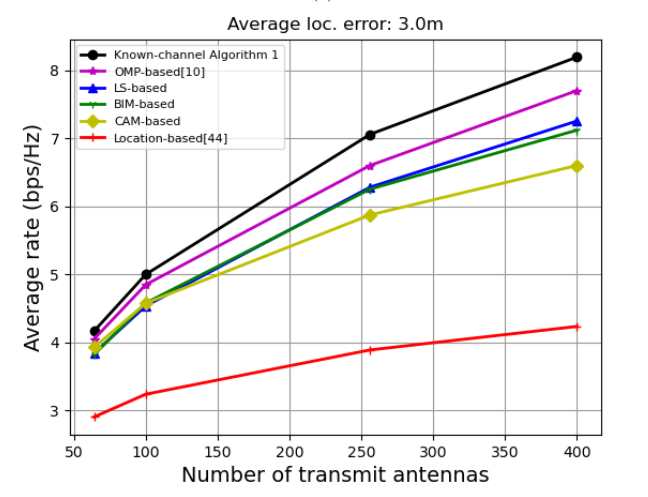 Average loc. error: 3.0m
Known-channel Algorithm 1
OMP-based[10]
LS-based
BIM-based
CAM-based
Location-based[44]
Average rate (bps/Hz)
8
7
6
5
4
3
50 100 150 200 250 300 350 400
Number of transmit antennas